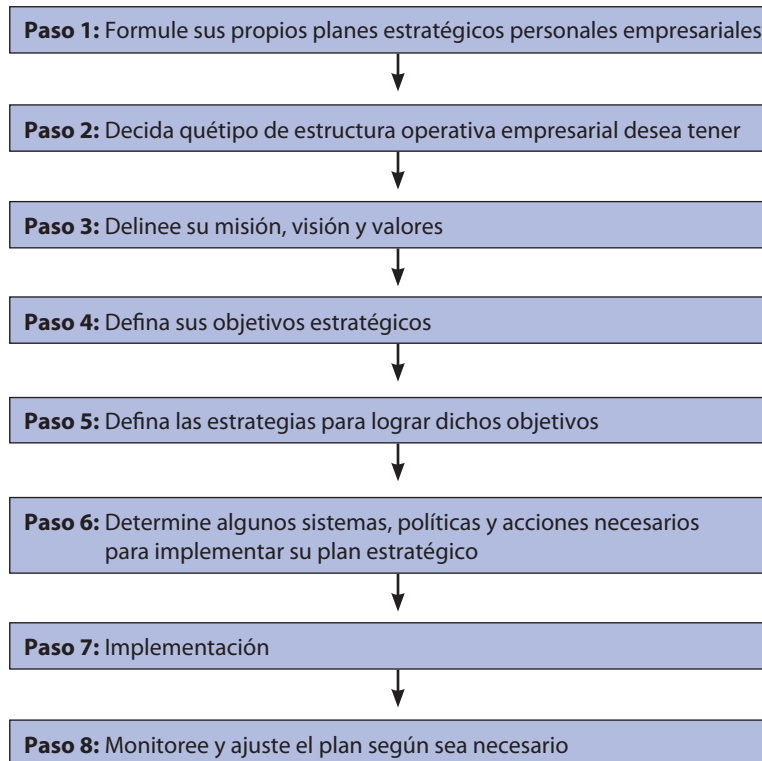 Paso 1: Formule sus propios planes estratégicos personales empresariales
Paso 2: Decida quétipo de estructura operativa empresarial desea tener
Paso 3: Delinee su misión, visión y valores
Paso 4: Defina sus objetivos estratégicos
Paso 5: Defina las estrategias para lograr dichos objetivos
Paso 6: Determine algunos sistemas, políticas y acciones necesarios
para implementar su plan estratégico
Paso 7: Implementación
Paso 8: Monitoree y ajuste el plan según sea necesario